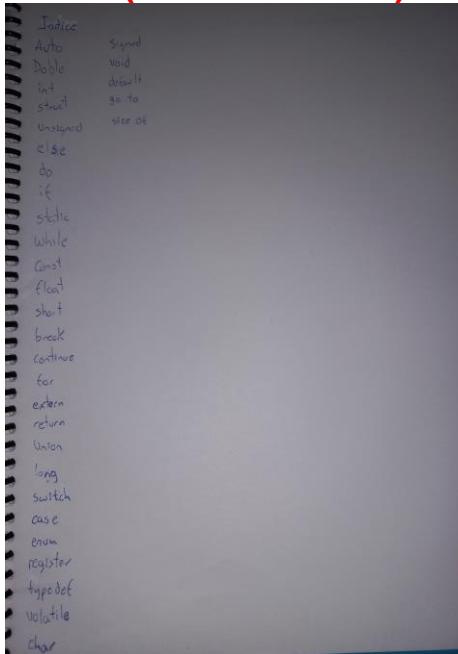 Indice
Auto
Doble
int
struct
unsigned
else
do
if
static
While
Const
float
short
break
continue
for
extern
return
Union
long
switch
case
enum
register
typedef
volatile
char
signed
void
default
go to
size of